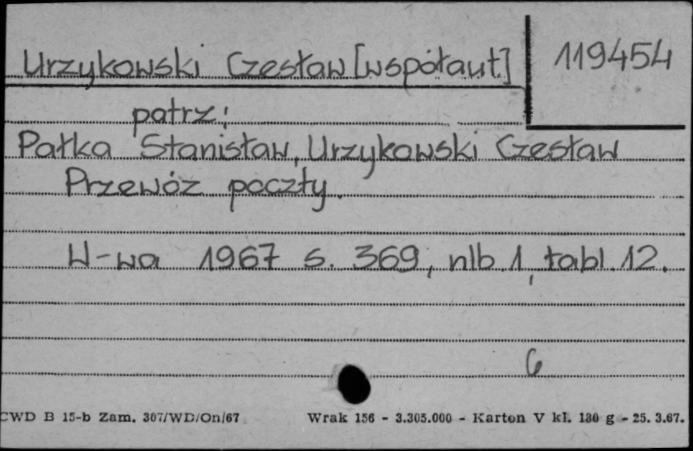 Urzykowski Czesław [współaut.] 119454
patrz:
Pałka Stanisław, Urzykowski Czesław
Przewóz poczty.
W-wa 1967 s. 369, nlb. 1, tabl. 12.
6
CWD B 15-b Zam. 307/WD/On/67 Wrak 156 - 3.305.000 - Karton V kł. 180 g - 25. 3.67.